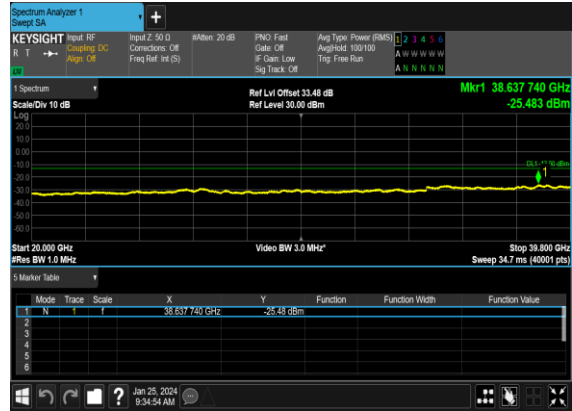 Spectrum Analyzer 1
Swept SA
KEYSIGHT Input: RF Input Z: 50 Ω #Atten: 20 dB PNO: Fast Avg Type: Power (RMS) 1 2 3 4 5 6
R T Coupling: DC Corrections: Off Gate: Off Avg|Hold: 100/100 A W W W W W
Align: Off Freq Ref: Int (S) IF Gain: Low Trig: Free Run
Sig Track: Off A N N N N N
1 Spectrum Ref Lvl Offset 33.48 dB Mkr1 38.637 740 GHz
Scale/Div 10 dB Ref Level 30.00 dBm -25.483 dBm
Log
20.0
10.0
0.00
-10.0
-20.0
-30.0
-40.0
-50.0
-60.0
1
Start 20.000 GHz Video BW 3.0 MHz* Stop 39.800 GHz
#Res BW 1.0 MHz Sweep 34.7 ms (40001 pts)
5 Marker Table
Mode Trace Scale X Y Function Function Width Function Value
1 N 1 f 38.637 740 GHz -25.48 dBm
2
3
4
5
6
? Jan 25, 2024
9:34:54 AM